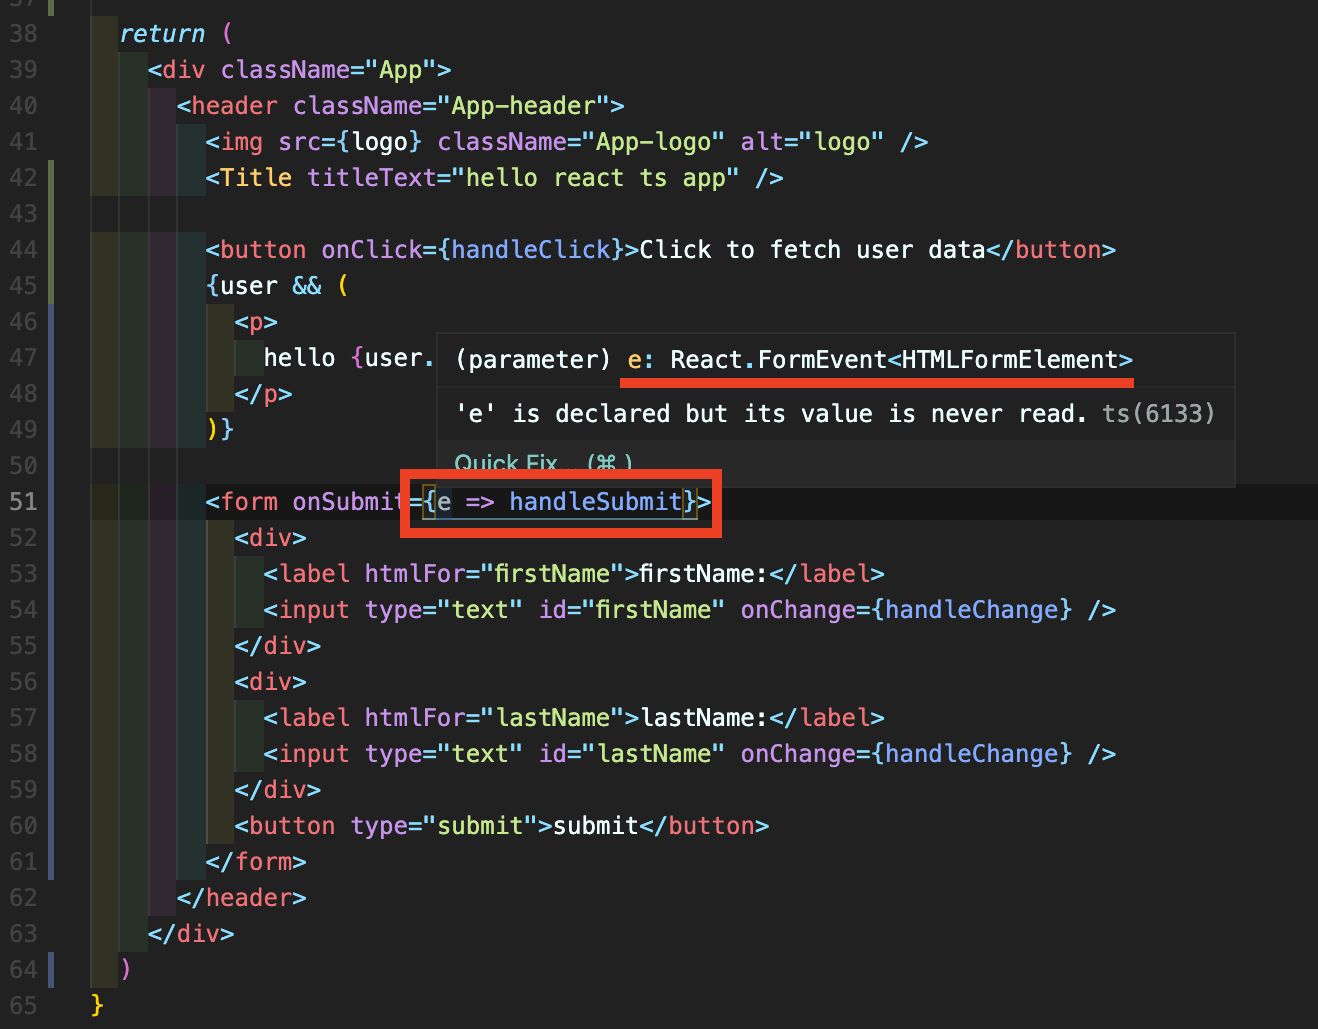 37
38 return (
39 <div className="App">
40 <header className="App-header">
41 <img src={logo} className="App-logo" alt="logo" />
42 <Title titleText="hello react ts app" />
43
44 <button onClick={handleClick}>Click to fetch user data</button>
45 {user && (
46 <p>
47 hello {user.
(parameter) e: React.FormEvent<HTMLFormElement>
48 </p>
'e' is declared but its value is never read. ts(6133)
49 )}
Quick Fix... (⌘.)
50
51 <form onSubmit={e => handleSubmit}>
52 <div>
53 <label htmlFor="firstName">firstName:</label>
54 <input type="text" id="firstName" onChange={handleChange} />
55 </div>
56 <div>
57 <label htmlFor="lastName">lastName:</label>
58 <input type="text" id="lastName" onChange={handleChange} />
59 </div>
60 <button type="submit">submit</button>
61 </form>
62 </header>
63 </div>
64 )
65 }